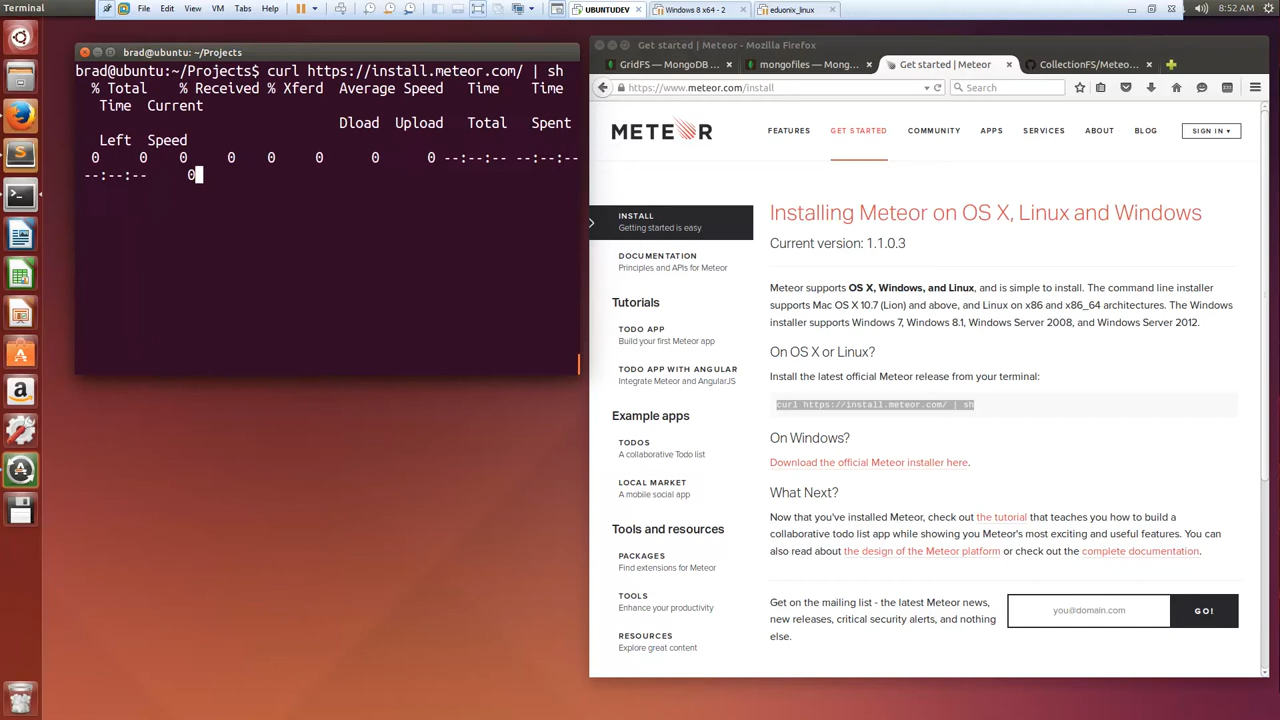 Terminal
File Edit View VM Tabs Help
UBUNTUDEV
Windows 8 x64 - 2
eduonix_linux
8:52 AM
brad@ubuntu: ~/Projects
brad@ubuntu:~/Projects$ curl https://install.meteor.com/ | sh
% Total % Received % Xferd Average Speed Time Time
Time Current
Dload Upload Total Spent
Left Speed
0 0 0 0 0 0 0 0 --:--:-- --:--:--
--:--:-- 0
Get started | Meteor - Mozilla Firefox
GridFS — MongoDB ...
mongofiles — Mong...
Get started | Meteor
CollectionFS/Meteo...
https://www.meteor.com/install
Search
METEOR
FEATURES GET STARTED COMMUNITY APPS SERVICES ABOUT BLOG SIGN IN
INSTALL
Getting started is easy
DOCUMENTATION
Principles and APIs for Meteor
Tutorials
TODO APP
Build your first Meteor app
TODO APP WITH ANGULAR
Integrate Meteor and AngularJS
Example apps
TODOS
A collaborative Todo list
LOCAL MARKET
A mobile social app
Tools and resources
PACKAGES
Find extensions for Meteor
TOOLS
Enhance your productivity
RESOURCES
Explore great content
Installing Meteor on OS X, Linux and Windows
Current version: 1.1.0.3
Meteor supports OS X, Windows, and Linux, and is simple to install. The command line installer
supports Mac OS X 10.7 (Lion) and above, and Linux on x86 and x86_64 architectures. The Windows
installer supports Windows 7, Windows 8.1, Windows Server 2008, and Windows Server 2012.
On OS X or Linux?
Install the latest official Meteor release from your terminal:
curl https://install.meteor.com/ | sh
On Windows?
Download the official Meteor installer here.
What Next?
Now that you've installed Meteor, check out the tutorial that teaches you how to build a
collaborative todo list app while showing you Meteor's most exciting and useful features. You can
also read about the design of the Meteor platform or check out the complete documentation.
Get on the mailing list - the latest Meteor news,
new releases, critical security alerts, and nothing
else.
you@domain.com
GO!